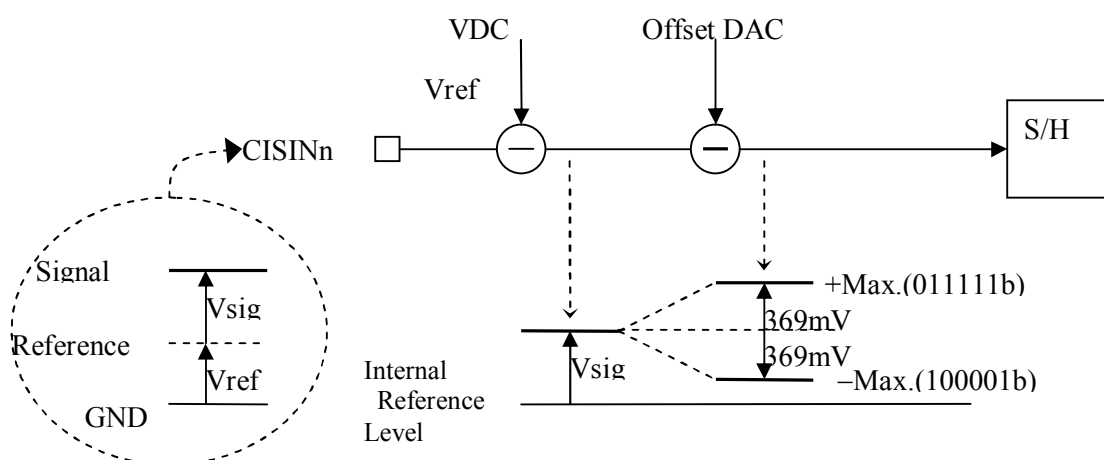 VDC
Offset DAC
Vref
S/H
CISINn
Signal
Vsig
Reference
Vref
GND
+Max.(011111b)
369mV
369mV
Vsig
−Max.(100001b)
Internal
Reference
Level